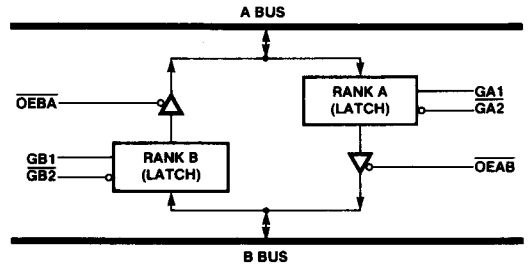 A BUS
OEBA
RANK A
(LATCH)
GA1
GA2
GB1
GB2
RANK B
(LATCH)
OEAB
B BUS